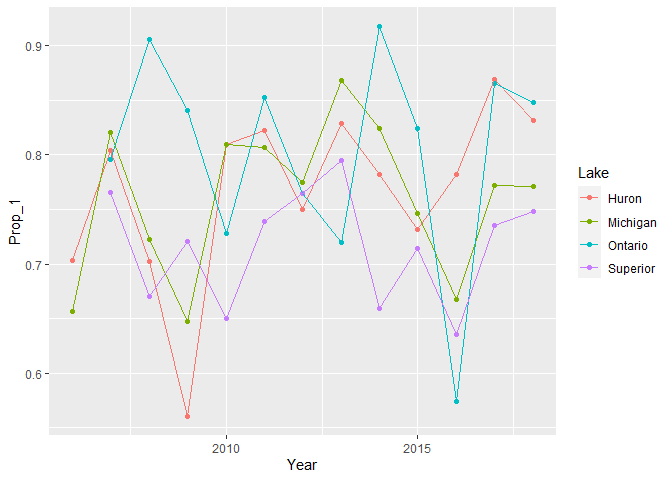 Prop_1
0.9
0.8
0.7
0.6
2010
2015
Year
Lake
Huron
Michigan
Ontario
Superior